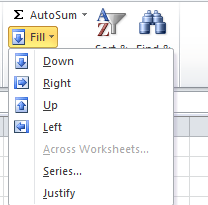 Σ AutoSum
Fill
Down
Right
Up
Left
Across Worksheets...
Series...
Justify